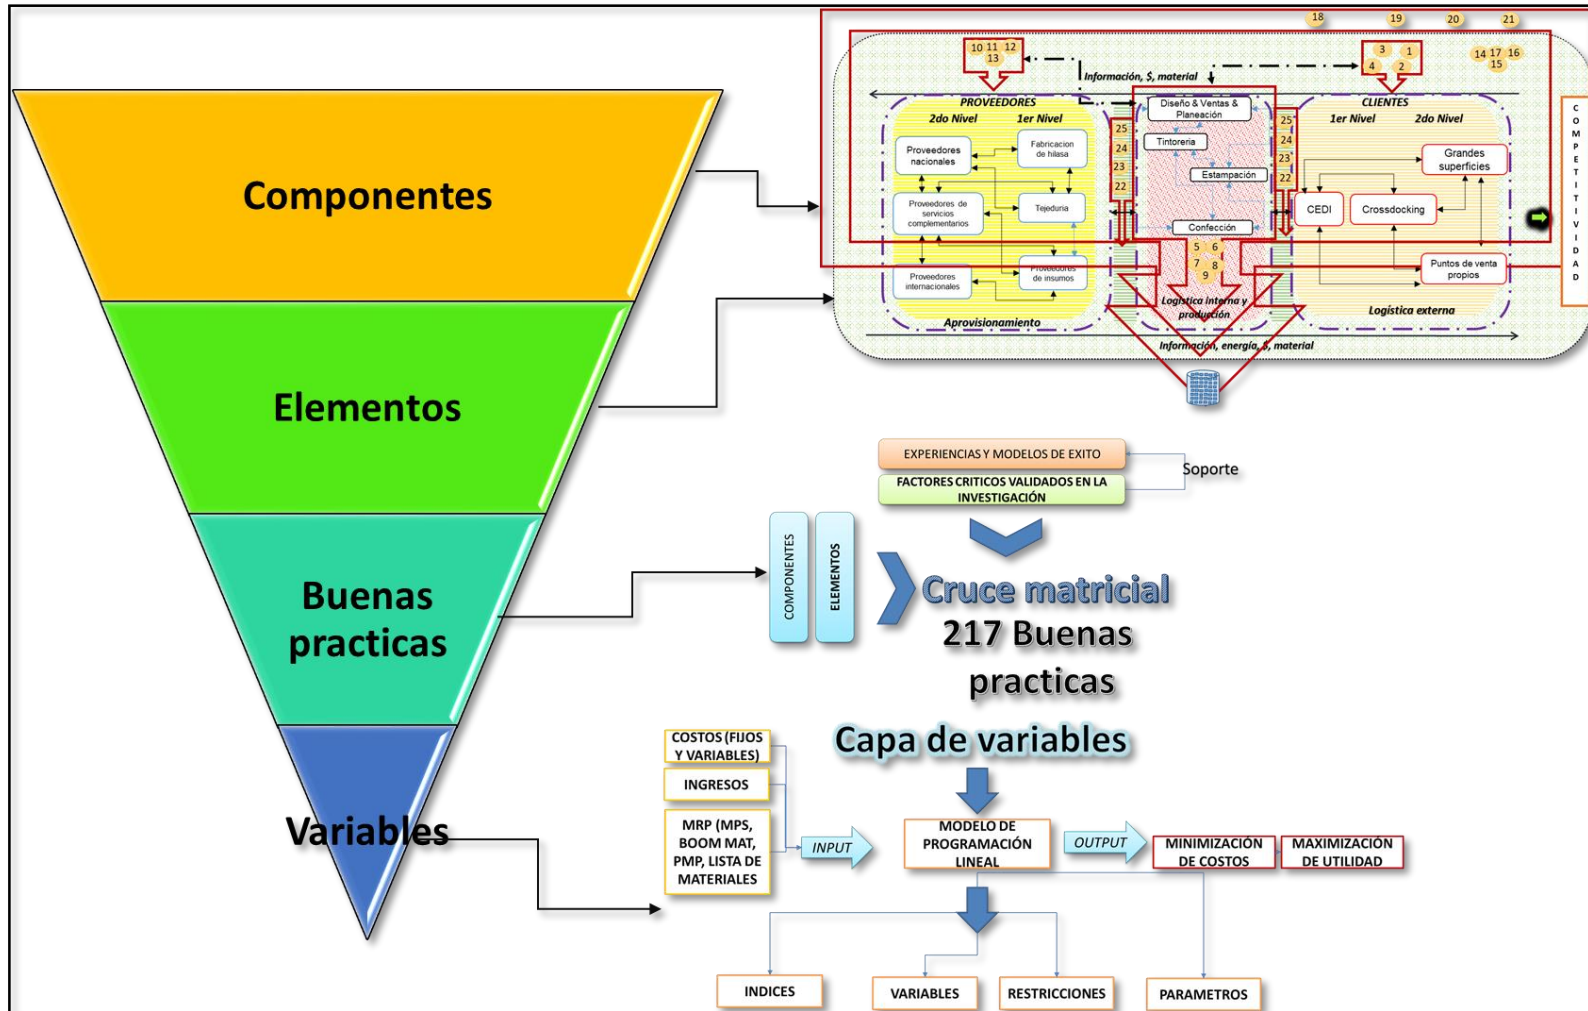 Componentes
Elementos
Buenas
practicas
Variables
18
19
20
21
10
11
12
13
3
1
4
2
14
17
16
15
Información, $, material
PROVEEDORES
2do Nivel
1er Nivel
Proveedores
nacionales
Fabricacion
de hilasa
Proveedores de
servicios
complementarios
Tejeduria
Proveedores
internacionales
Proveedores
de insumos
Aprovisionamiento
25
24
23
22
Diseño & Ventas &
Planeación
Tintoreria
Estampación
Confección
5
6
7
8
9
Logística interna y
producción
25
24
23
22
CLIENTES
1er Nivel
2do Nivel
Grandes
superficies
CEDI
Crossdocking
Puntos de venta
propios
Logística externa
Información, energía, $, material
C
O
M
P
E
T
I
T
I
V
I
D
A
D
EXPERIENCIAS Y MODELOS DE EXITO
FACTORES CRITICOS VALIDADOS EN LA
INVESTIGACIÓN
Soporte
COMPONENTES
ELEMENTOS
Cruce matricial
217 Buenas
practicas
Capa de variables
COSTOS (FIJOS
Y VARIABLES)
INGRESOS
MRP (MPS,
BOOM MAT,
PMP, LISTA DE
MATERIALES
INPUT
MODELO DE
PROGRAMACIÓN
LINEAL
OUTPUT
MINIMIZACIÓN
DE COSTOS
MAXIMIZACIÓN
DE UTILIDAD
INDICES
VARIABLES
RESTRICCIONES
PARAMETROS